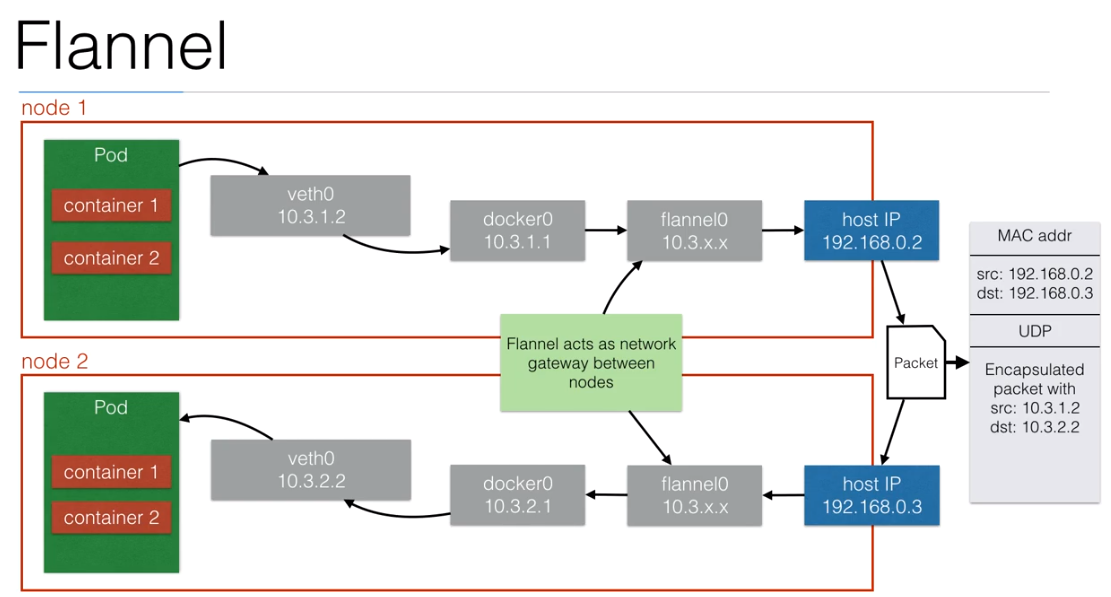 Flannel
node 1
Pod
container 1
container 2
veth0
10.3.1.2
docker0
10.3.1.1
flannel0
10.3.x.x
host IP
192.168.0.2
MAC addr
src: 192.168.0.2
dst: 192.168.0.3
UDP
Encapsulated
packet with
src: 10.3.1.2
dst: 10.3.2.2
Packet
Flannel acts as network
gateway between
nodes
node 2
Pod
container 1
container 2
veth0
10.3.2.2
docker0
10.3.2.1
flannel0
10.3.x.x
host IP
192.168.0.3